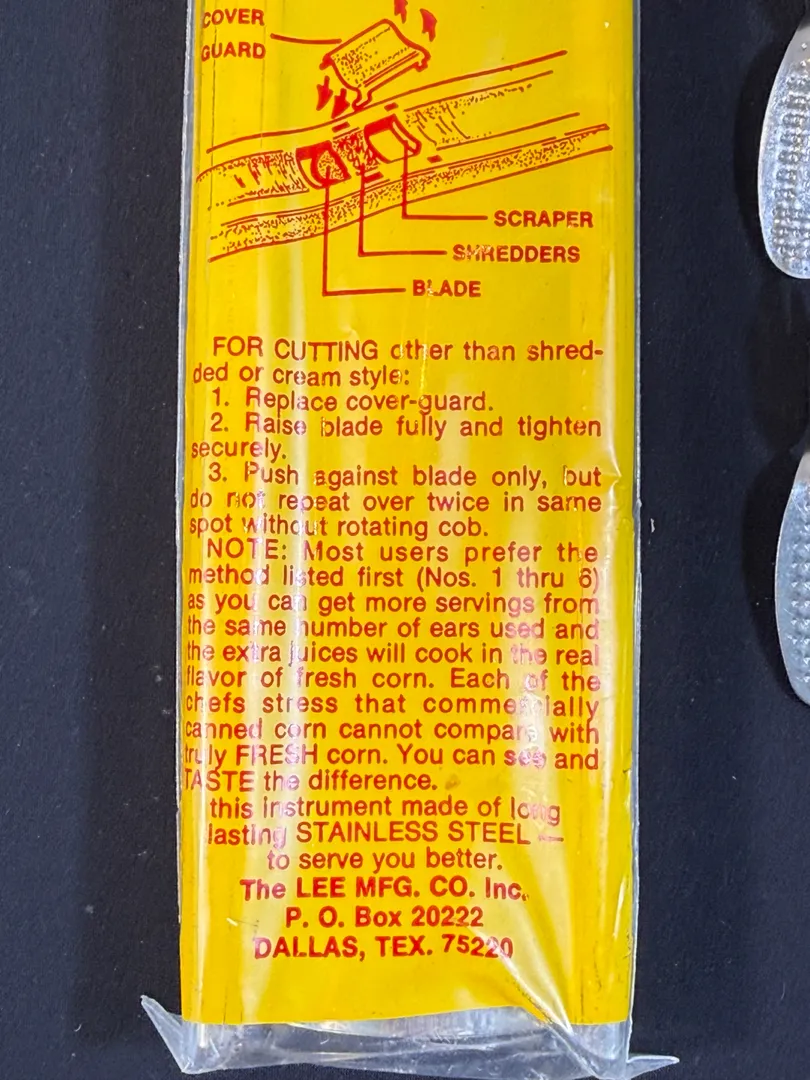 COVER
GUARD
SCRAPER
SHREDDERS
BLADE
FOR CUTTING other than shred-
ded or cream style:
1. Replace cover-guard.
2. Raise blade fully and tighten
securely.
3. Push against blade only, but
do not repeat over twice in same
spot without rotating cob.
NOTE: Most users prefer the
method listed first (Nos. 1 thru 6)
as you can get more servings from
the same number of ears used and
the extra juices will cook in the real
flavor of fresh corn. Each of the
chefs stress that commercially
canned corn cannot compare with
truly FRESH corn. You can see and
TASTE the difference.
this instrument made of long
lasting STAINLESS STEEL —
to serve you better.
The LEE MFG. CO. Inc.
P. O. Box 20222
DALLAS, TEX. 75220